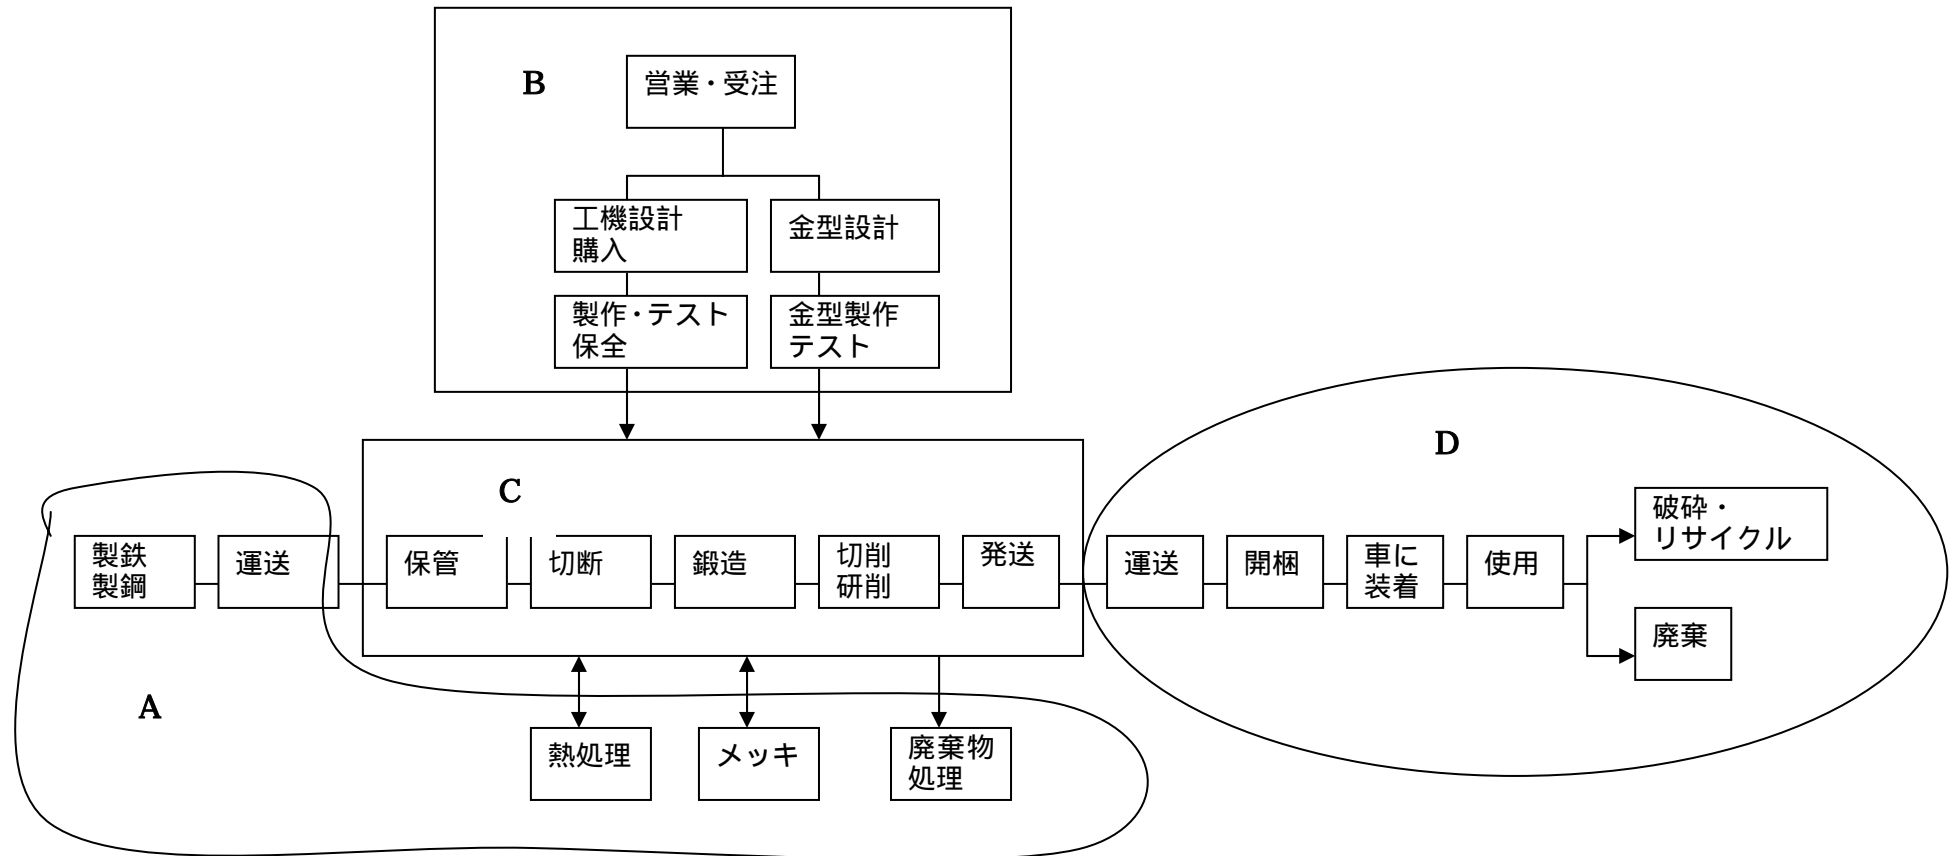 B
営業・受注
工機設計
購入
金型設計
製作・テスト
保全
金型製作
テスト
D
C
製鉄
製鋼
運送
保管
切断
鍛造
切削
研削
発送
運送
開梱
車に
装着
使用
破砕・
リサイクル
廃棄
A
熱処理
メッキ
廃棄物
処理